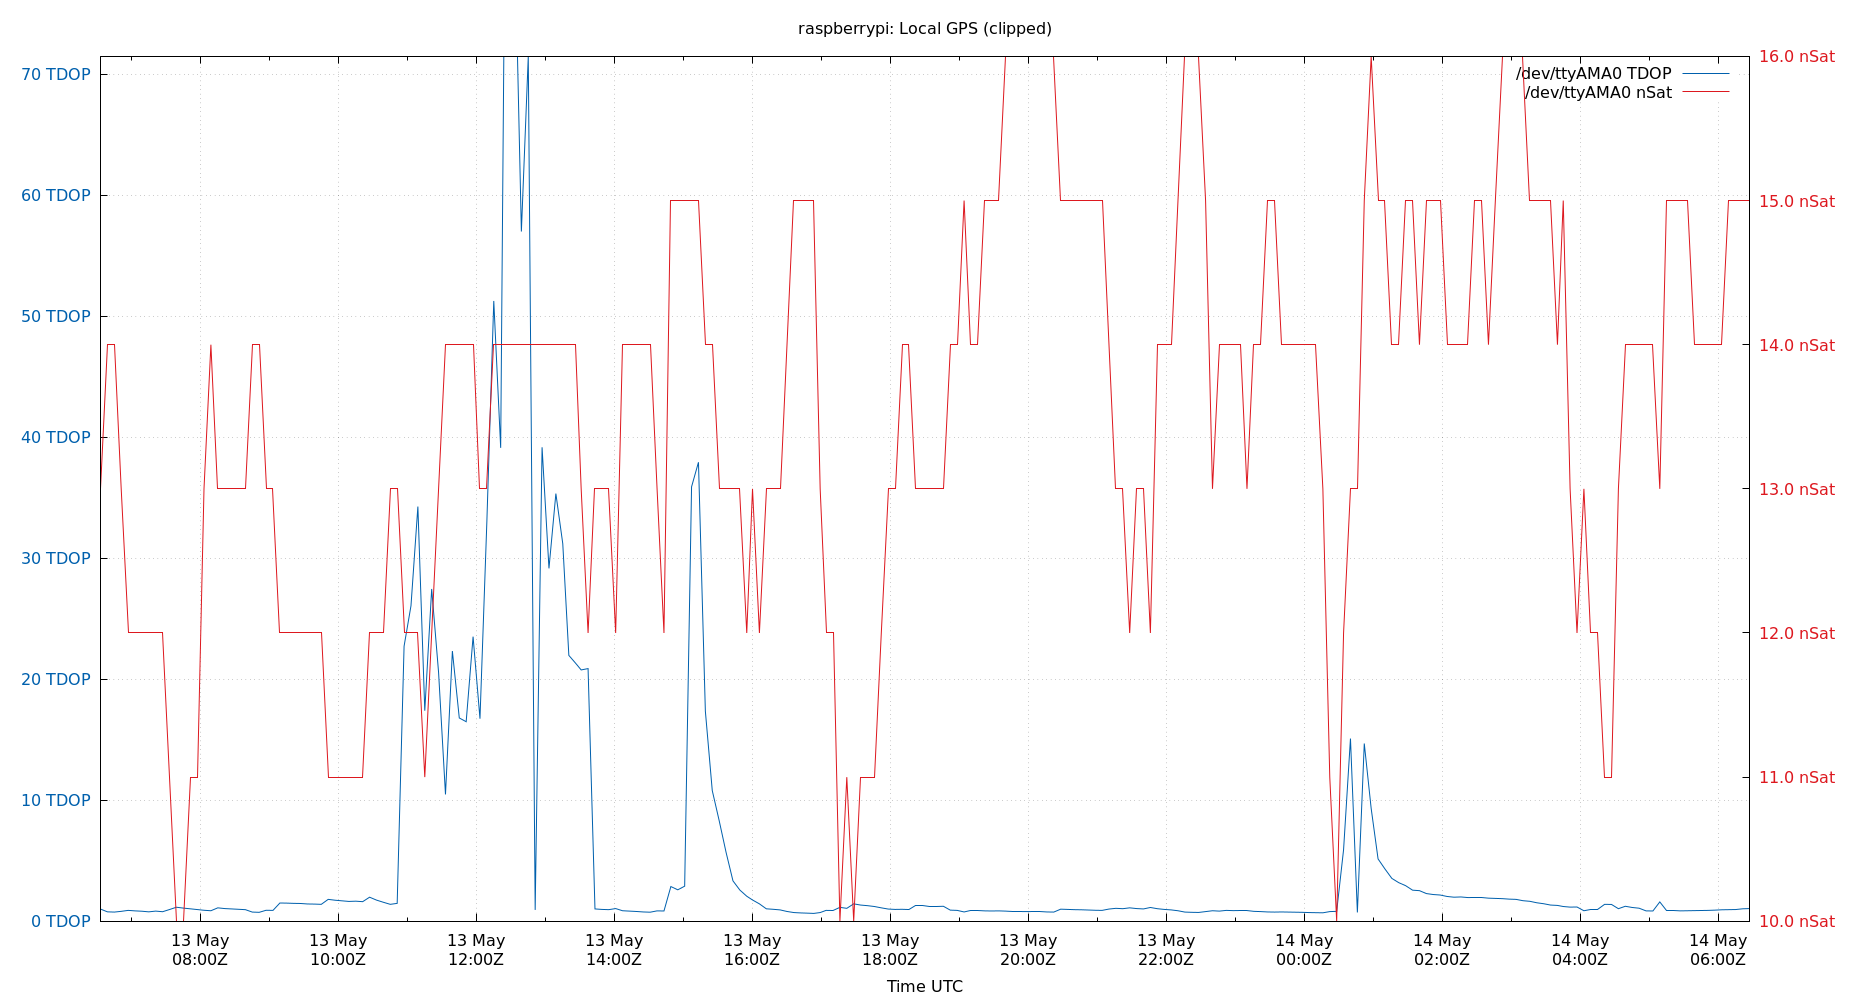 raspberrypi: Local GPS (clipped)
70 TDOP
60 TDOP
50 TDOP
40 TDOP
30 TDOP
20 TDOP
10 TDOP
0 TDOP
16.0 nSat
15.0 nSat
14.0 nSat
13.0 nSat
12.0 nSat
11.0 nSat
10.0 nSat
/dev/ttyAMA0 TDOP
/dev/ttyAMA0 nSat
13 May
08:00Z
13 May
10:00Z
13 May
12:00Z
13 May
14:00Z
13 May
16:00Z
13 May
18:00Z
13 May
20:00Z
13 May
22:00Z
14 May
00:00Z
14 May
02:00Z
14 May
04:00Z
14 May
06:00Z
Time UTC